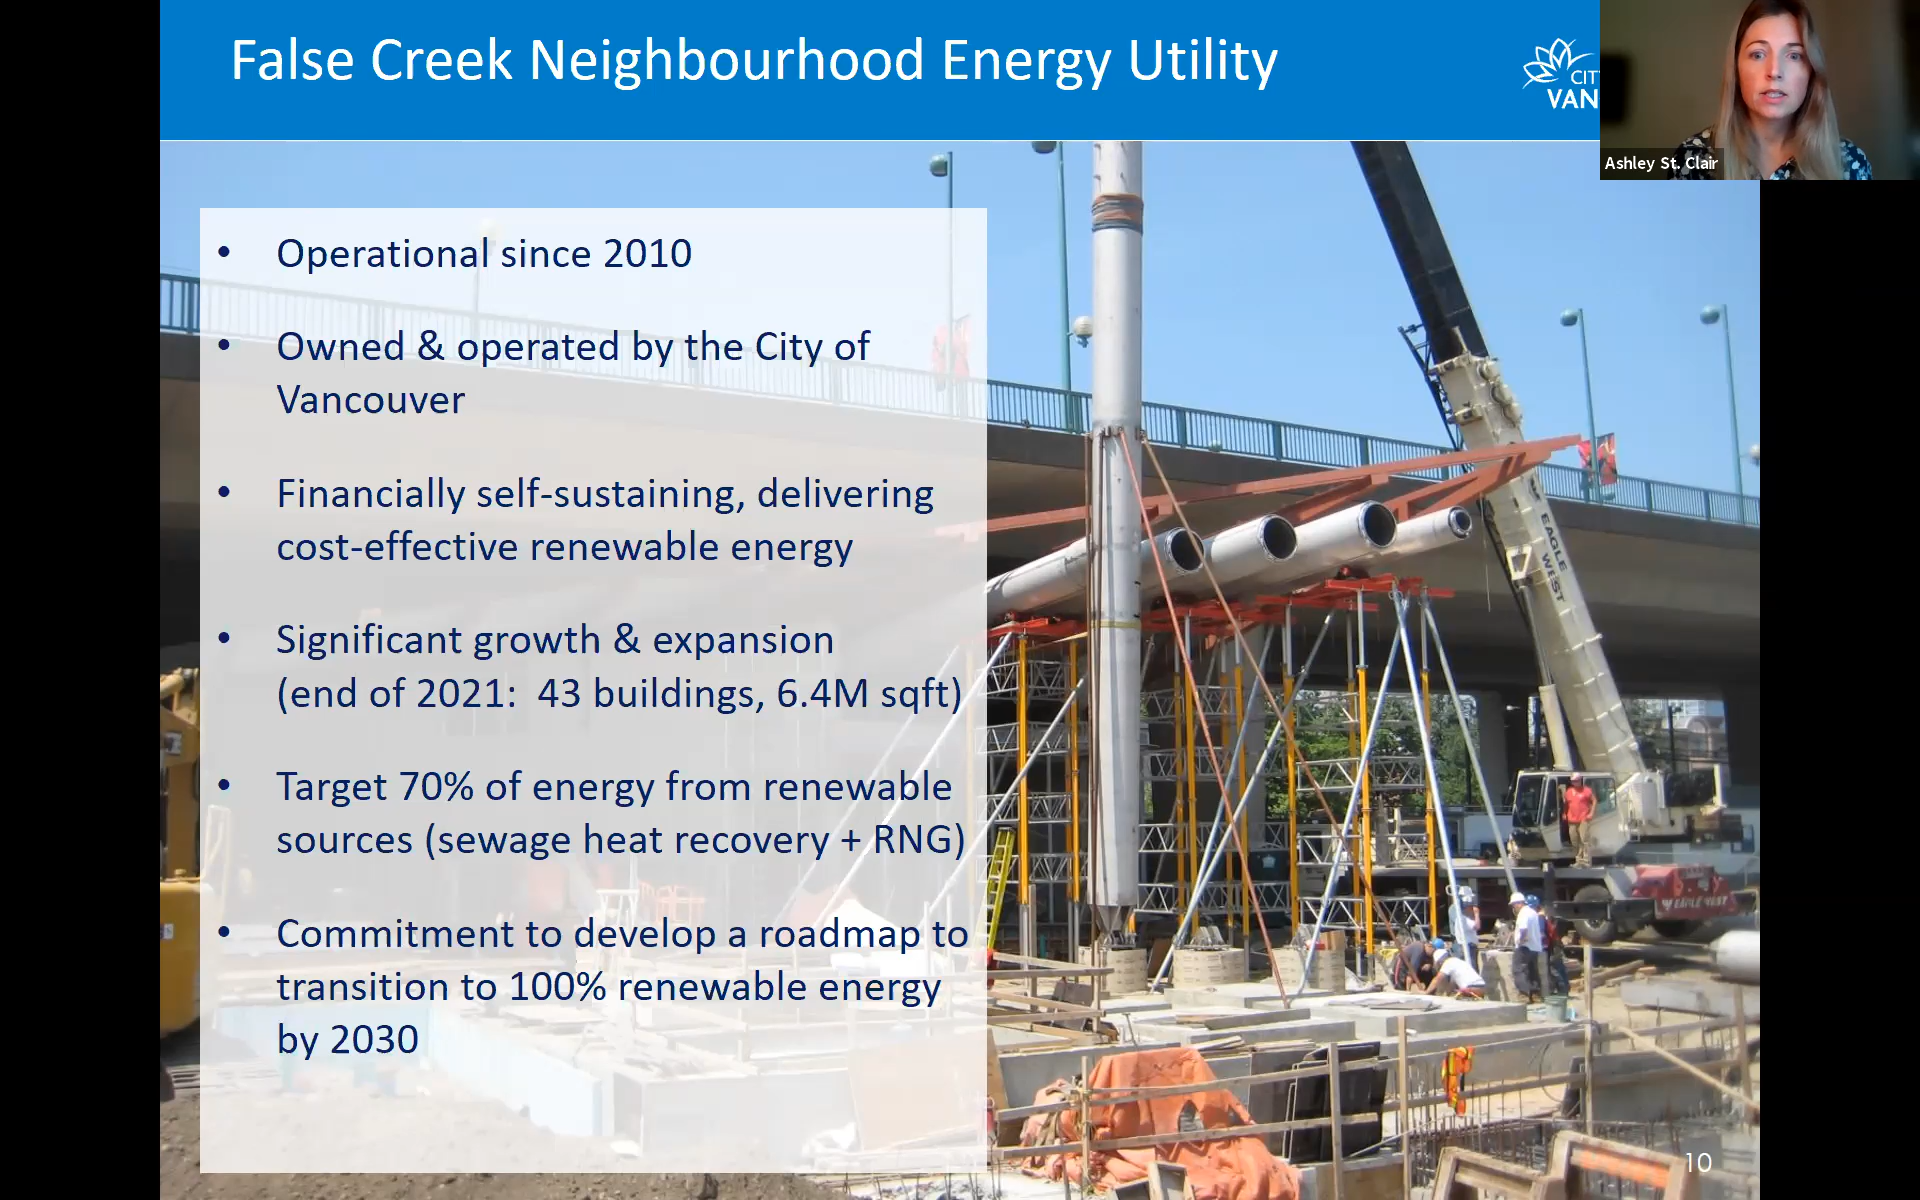 False Creek Neighbourhood Energy Utility
CIT
VAN
Ashley St. Clair
• Operational since 2010
• Owned & operated by the City of
Vancouver
• Financially self-sustaining, delivering
cost-effective renewable energy
• Significant growth & expansion
(end of 2021: 43 buildings, 6.4M sqft)
• Target 70% of energy from renewable
sources (sewage heat recovery + RNG)
• Commitment to develop a roadmap to
transition to 100% renewable energy
by 2030
EAGLE
WEST
EAGLE WEST
10